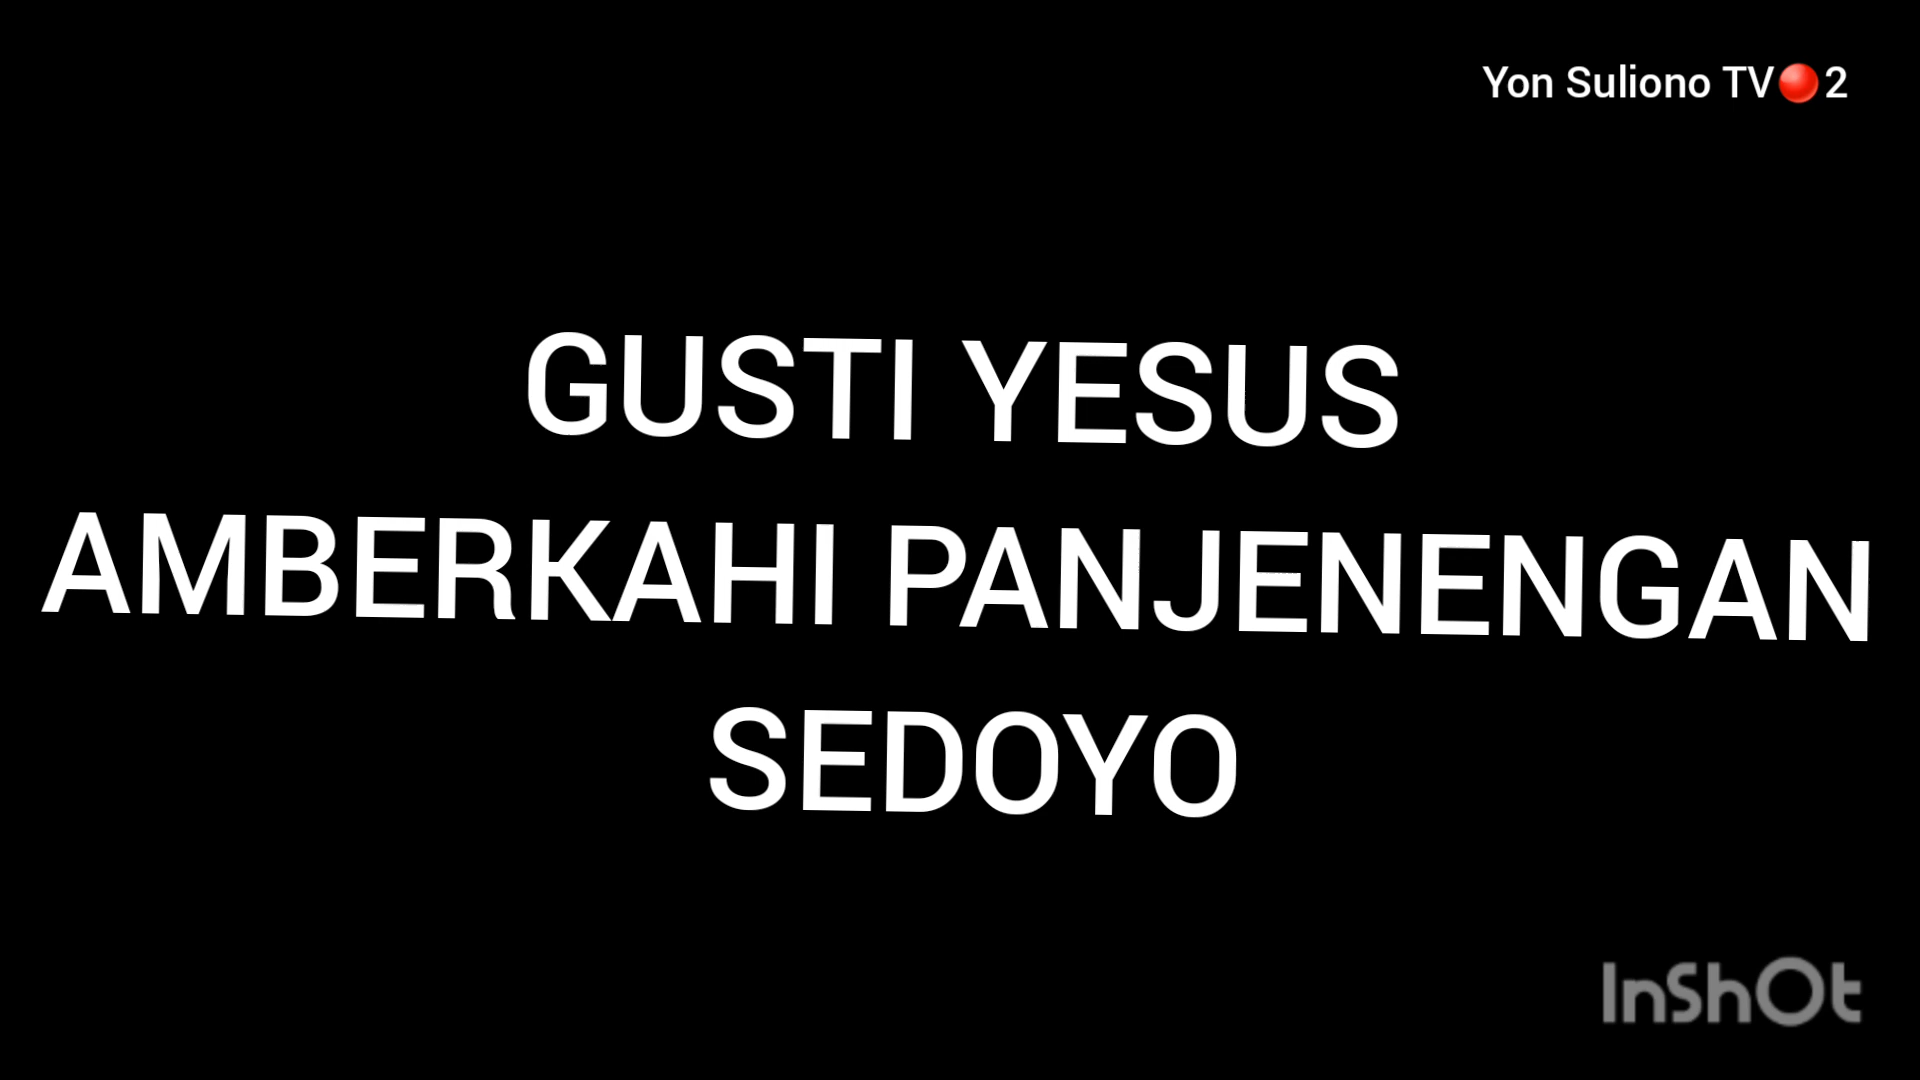 Yon Suliono TV🔴2
GUSTI YESUS
AMBERKAHI PANJENENGAN
SEDOYO
InShOt